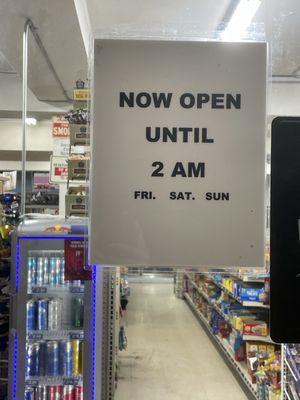 NOW OPEN
UNTIL
2 AM
FRI. SAT. SUN